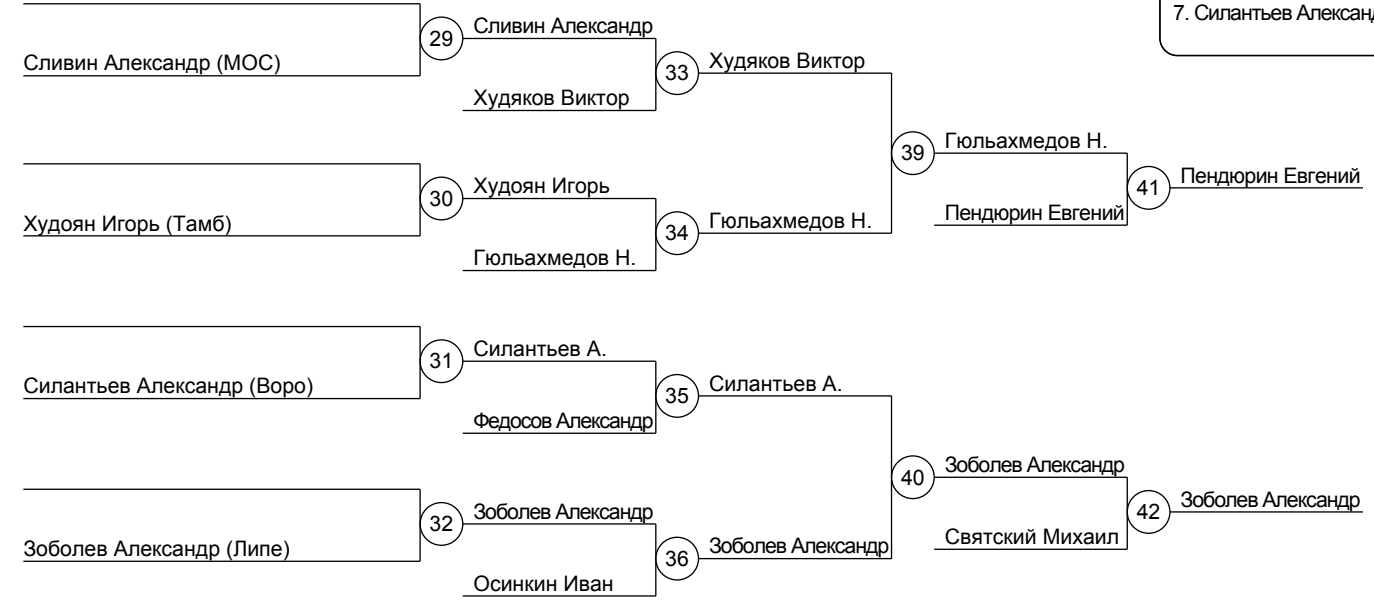 7. Силантьев
Сливин Александр
29
Сливин Александр (МОС)
Худяков Виктор
33
Худяков Виктор
Гюльахмедов Н.
39
Худоян Игорь
30
Пендюрин Евгений
41
Пендюрин Евгений
Худоян Игорь (Тамб)
Гюльахмедов Н.
34
Гюльахмедов Н.
Силантьев А.
31
Силантьев Александр (Воро)
Силантьев А.
35
Федосов Александр
Зоболев Александр
40
Зоболев Александр
42
Зоболев Александр
32
Святский Михаил
Зоболев Александр (Липе)
Зоболев Александр
36
Осинкин Иван